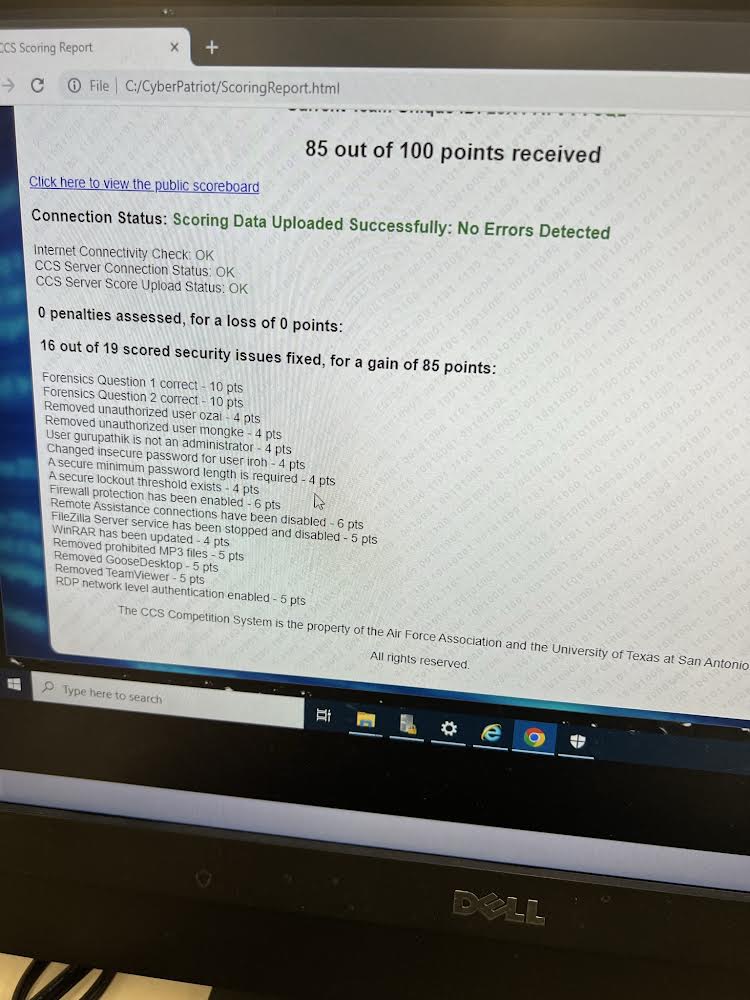 CCS Scoring Report
File C:/CyberPatriot/ScoringReport.html
85 out of 100 points received
Click here to view the public scoreboard
Connection Status: Scoring Data Uploaded Successfully: No Errors Detected
Internet Connectivity Check: OK
CCS Server Connection Status: OK
CCS Server Score Upload Status: OK
0 penalties assessed, for a loss of 0 points:
16 out of 19 scored security issues fixed, for a gain of 85 points:
Forensics Question 1 correct - 10 pts
Forensics Question 2 correct - 10 pts
Removed unauthorized user ozai - 4 pts
Removed unauthorized user mongke - 4 pts
User gurupathik is not an administrator - 4 pts
Changed insecure password for user iroh - 4 pts
A secure minimum password length is required - 4 pts
A secure lockout threshold exists - 4 pts
Firewall protection has been enabled - 6 pts
Remote Assistance connections have been disabled - 6 pts
FileZilla Server service has been stopped and disabled - 5 pts
WinRAR has been updated - 4 pts
Removed prohibited MP3 files - 5 pts
Removed GooseDesktop - 5 pts
Removed TeamViewer - 5 pts
RDP network level authentication enabled - 5 pts
The CCS Competition System is the property of the Air Force Association and the University of Texas at San Antonio
All rights reserved.
Type here to search
DELL